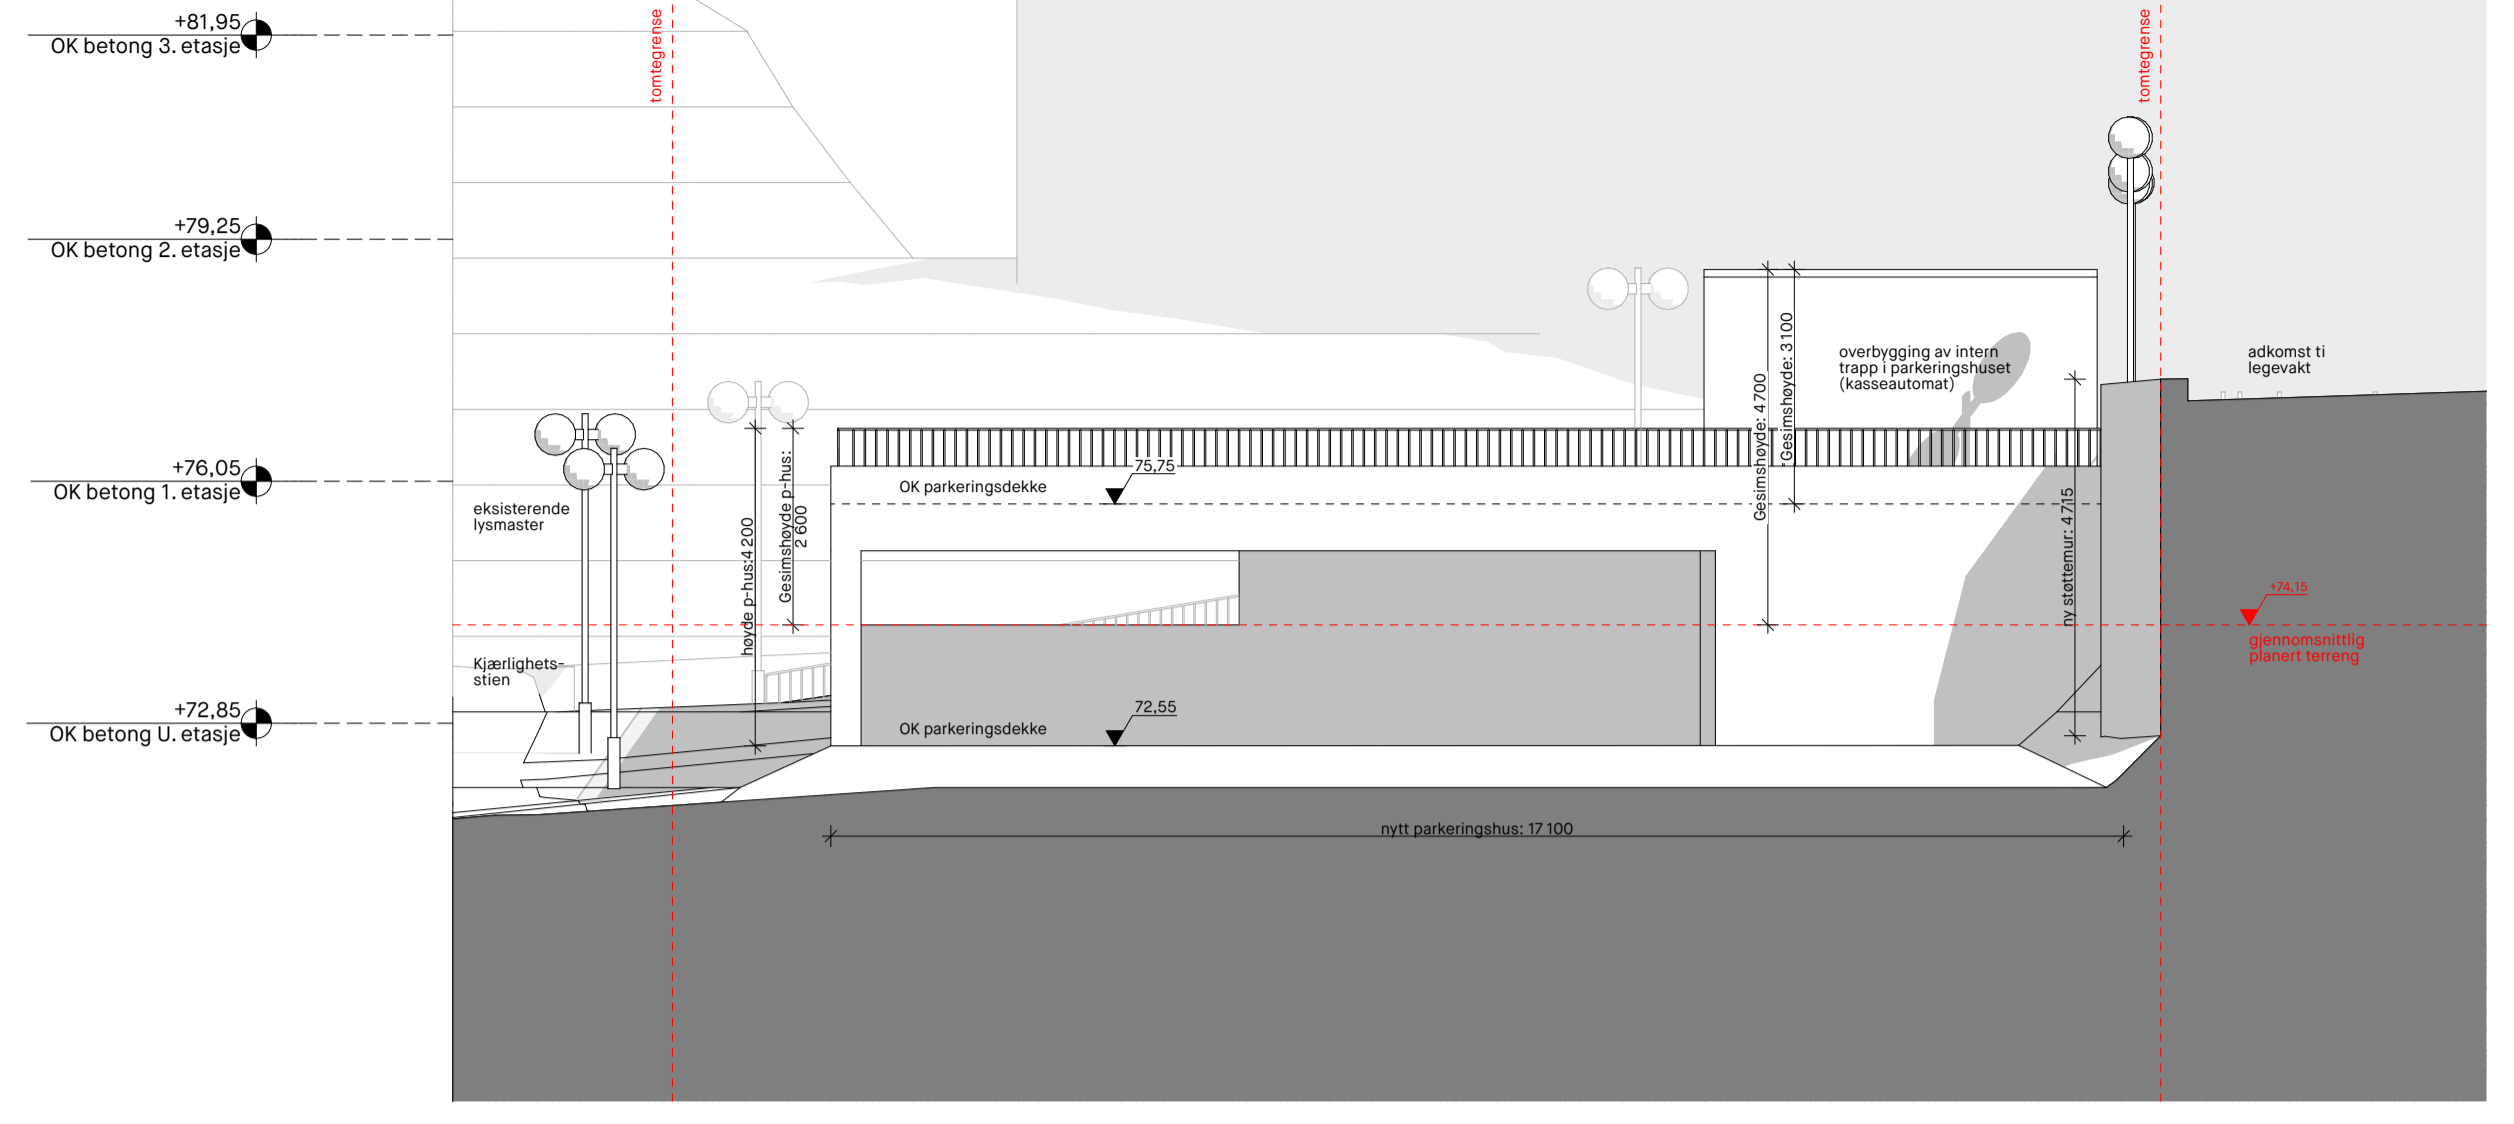 +81,95
OK betong 3. etasje
tomtegrense
tomtegrense
+79,25
OK betong 2. etasje
overbygging av intern
trapp i parkeringshuset
(kasseautomat)
adkomst ti
legevakt
Gesimshøyde: 3 100
Gesimshøyde: 4 700
+76,05
OK betong 1. etasje
75,75
OK parkeringsdekke
eksisterende
lysmaster
høyde p-hus:4 200
Gesimshøyde p-hus:
2 600
ny støttemur: 4 715
+74,15
gjennomsnittlig
planert terreng
Kjærlighets-
stien
+72,85
OK betong U. etasje
72,55
OK parkeringsdekke
nytt parkeringshus: 17 100